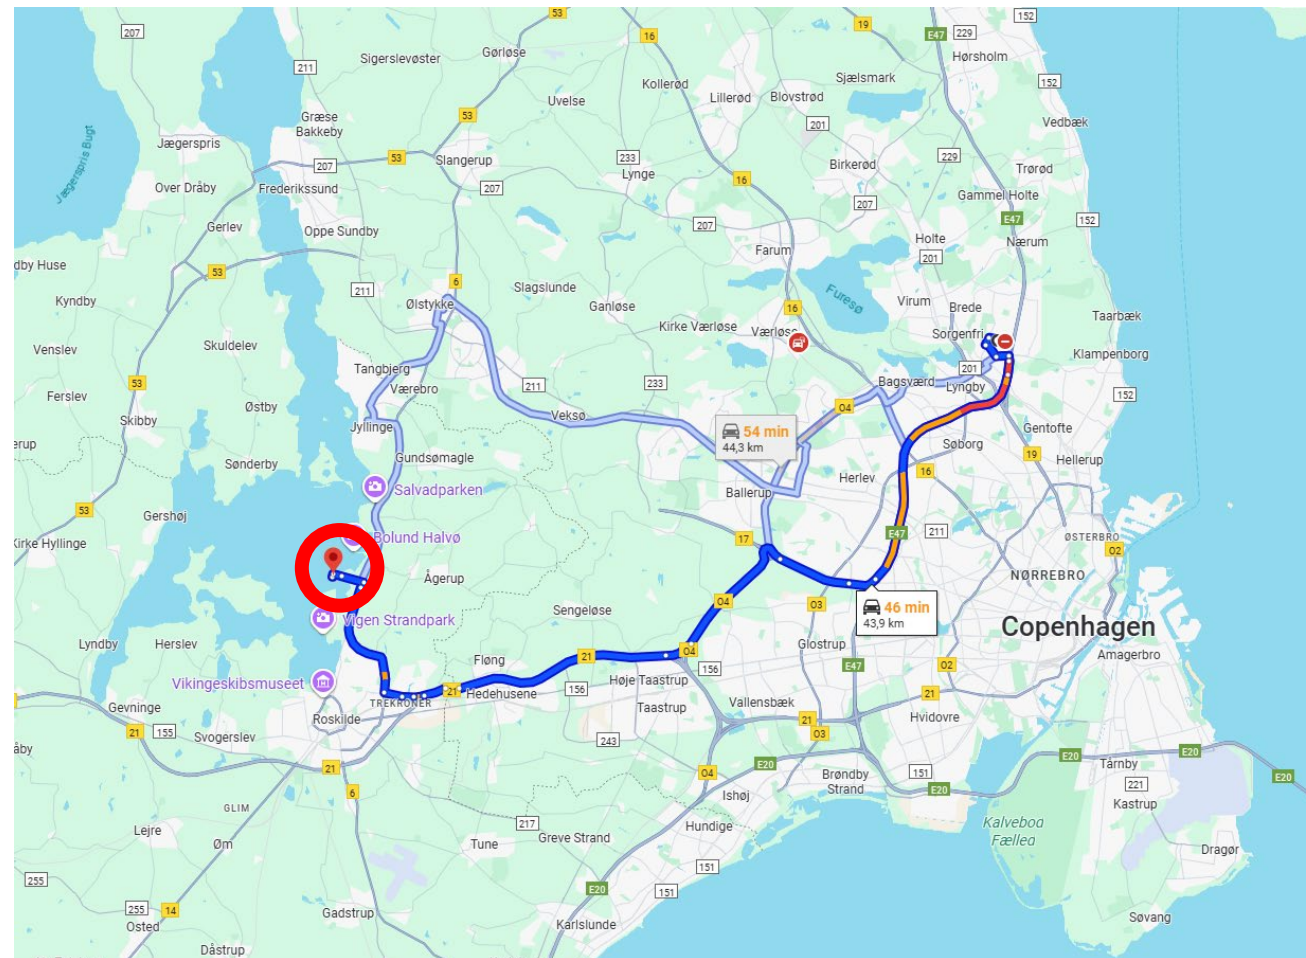 53
207
16
19
E47
229
152
Hørsholm
Sigerslevøster
Gørløse
211
Kollerød
Sjælsmark
Lillerød
Blovstrød
152
Uvelse
Græse
Bakkeby
53
201
Vedbæk
Jægerspris Bugt
Jægerspris
207
53
Slangerup
233
Lynge
Birkerød
229
Trørød
Over Dråby
Frederikssund
207
16
207
Gammel Holte
Gerlev
Oppe Sundby
207
E47
152
Holte
Nærum
201
Farum
dby Huse
53
6
Slagslunde
211
Kyndby
Ølstykke
Ganløse
Furesø
16
Virum
Brede
Taarbæk
Kirke Værløse
Værløse
Sorgenfri
Venslev
Skuldelev
Klampenborg
Tangbjerg
201
Lyngby
53
Værebro
211
233
Bagsværd
152
Ferslev
Østby
O4
Skibby
Veksø
Jyllinge
54 min
44,3 km
Gentofte
erup
Søborg
Gundsømagle
19
Hellerup
Sønderby
16
Herlev
Salvadparken
Ballerup
53
Gershøj
E47
211
Kirke Hyllinge
Bolund Halvø
17
ØSTERBRO
O2
Ågerup
NØRREBRO
O4
O3
46 min
43,9 km
Sengeløse
Vigen Strandpark
Copenhagen
Lyndby
Herslev
Glostrup
O4
Amagerbro
21
156
Fløng
E47
O2
Vikingeskibsmuseet
Høje Taastrup
21
Hedehusene
156
21
TREKRONER
Gevninge
Taastrup
Vallensbæk
Roskilde
21
Hvidovre
21
155
Svogerslev
O3
243
åby
21
E20
E20
Tårnby
O4
E20
Brøndby
Strand
151
221
6
E20
Ishøj
Kastrup
GLIM
217
Hundige
Kalvebod
Fælled
Lejre
Øm
Tune
Greve Strand
Dragør
151
255
E20
151
255
14
Osted
Gadstrup
Karlslunde
Søvang
Dåstrup